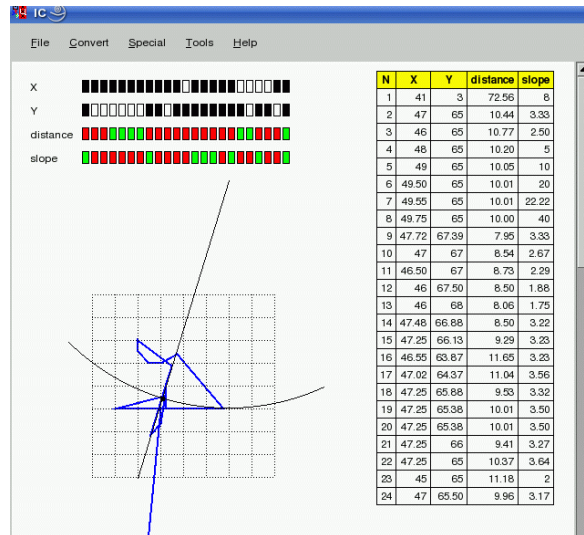 IC
File Convert Special Tools Help
X
Y
distance
slope
N X Y distance slope
1 41 3 72.56 8
2 47 65 10.44 3.33
3 46 65 10.77 2.50
4 48 65 10.20 5
5 49 65 10.05 10
6 49.50 65 10.01 20
7 49.55 65 10.01 22.22
8 49.75 65 10.00 40
9 47.72 67.39 7.95 3.33
10 47 67 8.54 2.67
11 46.50 67 8.73 2.29
12 46 67.50 8.50 1.88
13 46 68 8.06 1.75
14 47.48 66.88 8.50 3.22
15 47.25 66.13 9.29 3.23
16 46.55 63.87 11.65 3.23
17 47.02 64.37 11.04 3.56
18 47.25 65.88 9.53 3.32
19 47.25 65.38 10.01 3.50
20 47.25 65.38 10.01 3.50
21 47.25 66 9.41 3.27
22 47.25 65 10.37 3.64
23 45 65 11.18 2
24 47 65.50 9.96 3.17